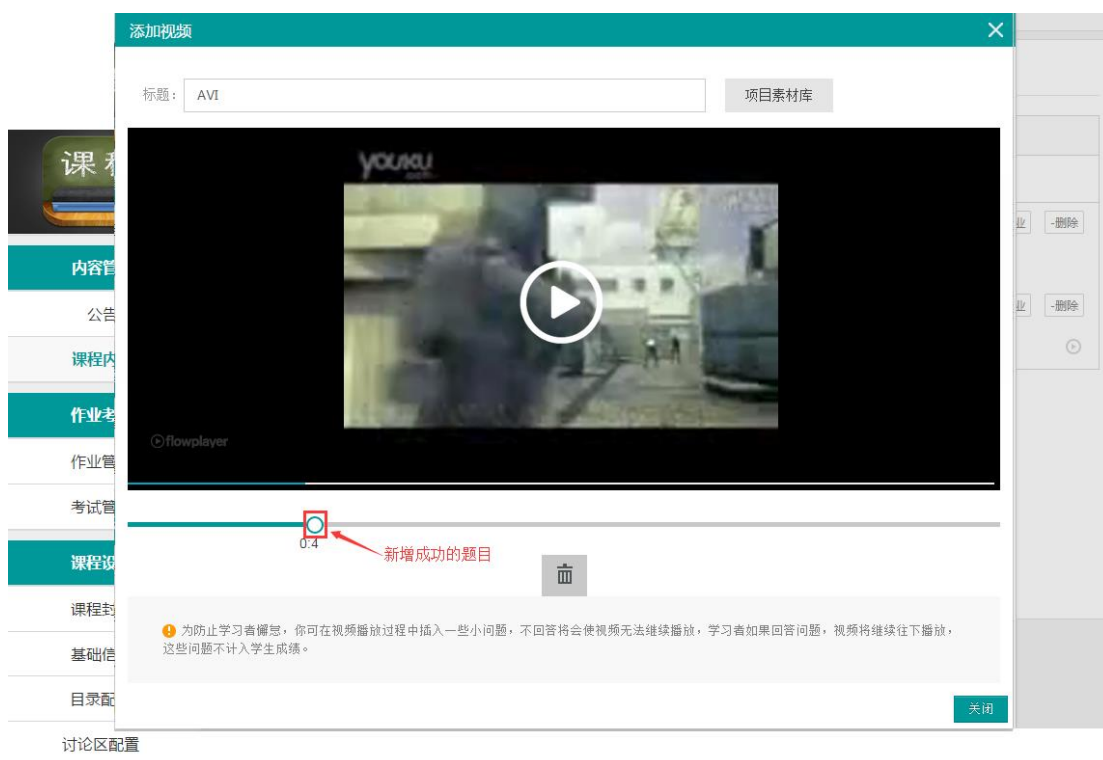 添加视频
标题： AVI
项目素材库
课程
youku
.com
业 -删除
内容管
公告
业 -删除
课程内
作业考
flowplayer
作业管
考试管
0:4
新增成功的题目
课程设
课程封
为防止学习者懈怠，你可在视频播放过程中插入一些小问题，不回答将会使视频无法继续播放，学习者如果回答问题，视频将继续往下播放，
这些问题不计入学生成绩。
基础信
目录配
关闭
讨论区配置